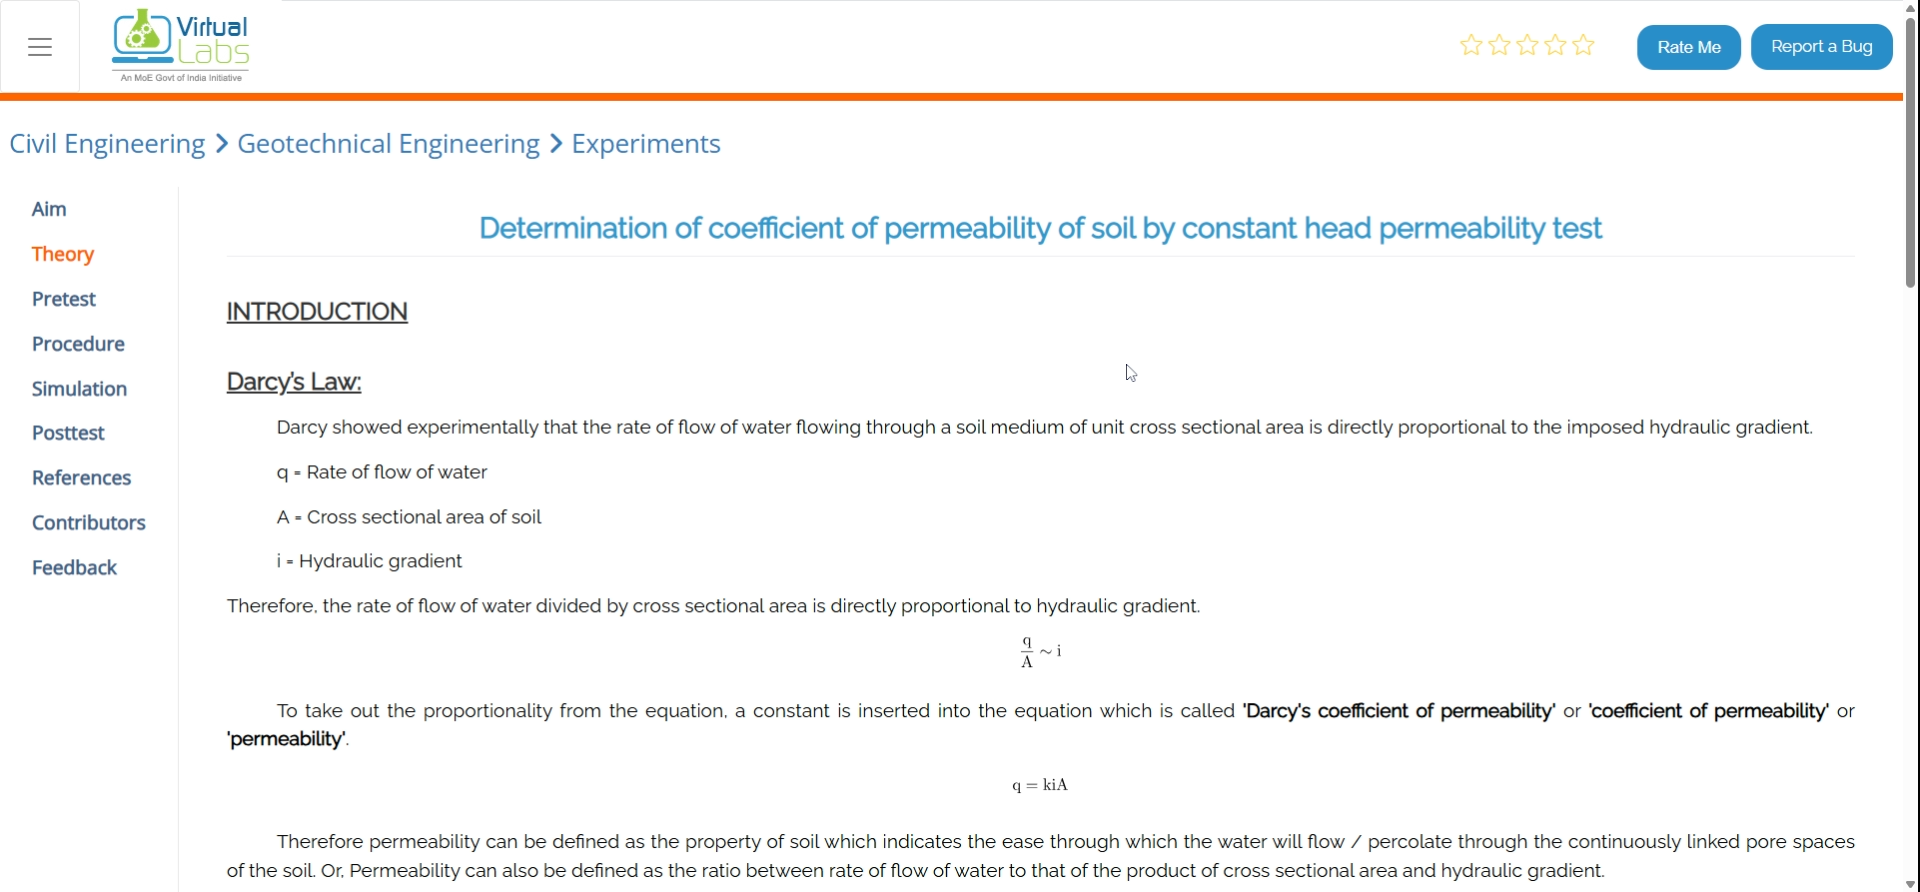 Virtual
Labs
An MoE Govt of India Initiative
Rate Me
Report a Bug
Civil Engineering > Geotechnical Engineering > Experiments
Aim
Theory
Pretest
Procedure
Simulation
Posttest
References
Contributors
Feedback
Determination of coefficient of permeability of soil by constant head permeability test
INTRODUCTION
Darcy's Law:
Darcy showed experimentally that the rate of flow of water flowing through a soil medium of unit cross sectional area is directly proportional to the imposed hydraulic gradient.
q = Rate of flow of water
A = Cross sectional area of soil
i = Hydraulic gradient
Therefore, the rate of flow of water divided by cross sectional area is directly proportional to hydraulic gradient.
q/A ~ i
To take out the proportionality from the equation, a constant is inserted into the equation which is called 'Darcy's coefficient of permeability' or 'coefficient of permeability' or
'permeability'.
q = kiA
Therefore permeability can be defined as the property of soil which indicates the ease through which the water will flow / percolate through the continuously linked pore spaces
of the soil. Or, Permeability can also be defined as the ratio between rate of flow of water to that of the product of cross sectional area and hydraulic gradient.